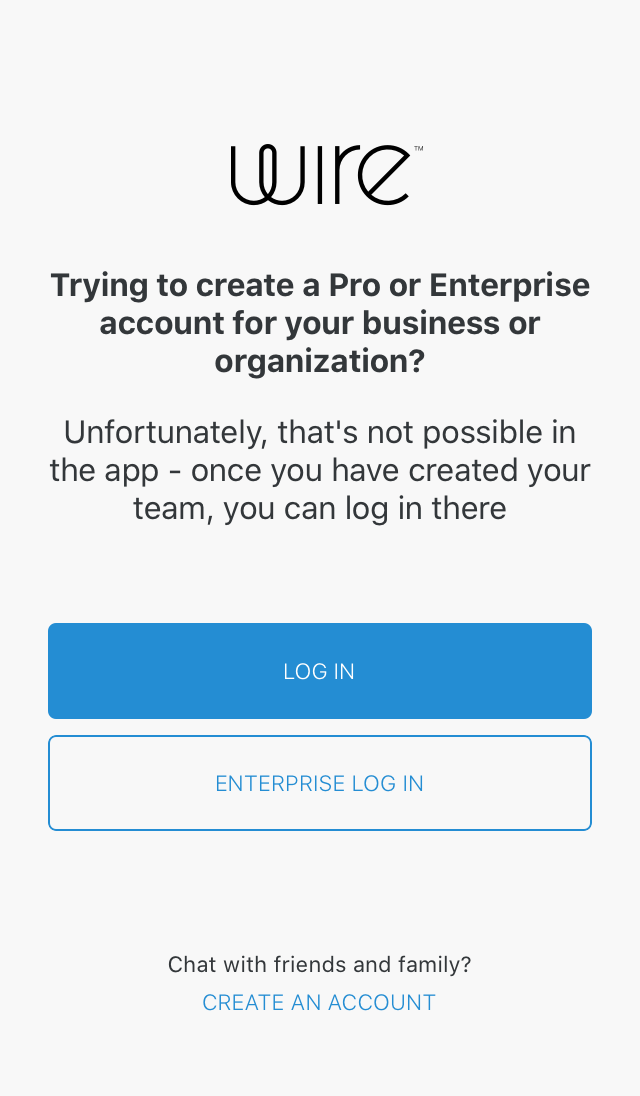 wire™
Trying to create a Pro or Enterprise
account for your business or
organization?
Unfortunately, that's not possible in
the app - once you have created your
team, you can log in there
LOG IN
ENTERPRISE LOG IN
Chat with friends and family?
CREATE AN ACCOUNT